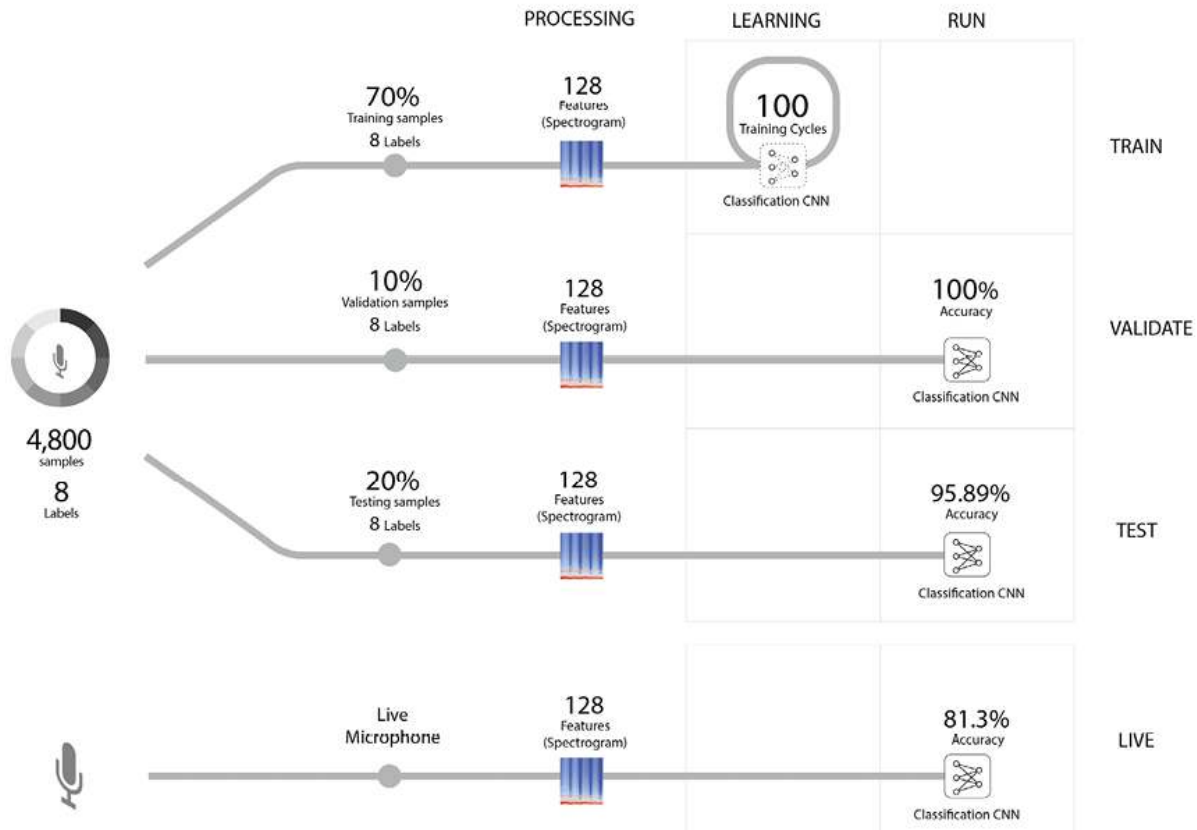 PROCESSING
LEARNING
RUN
70%
Training samples
8 Labels
128
Features
(Spectrogram)
100
Training Cycles
Classification CNN
TRAIN
10%
Validation samples
8 Labels
128
Features
(Spectrogram)
100%
Accuracy
Classification CNN
VALIDATE
4,800
samples
8
Labels
20%
Testing samples
8 Labels
128
Features
(Spectrogram)
95.89%
Accuracy
Classification CNN
TEST
Live
Microphone
128
Features
(Spectrogram)
81.3%
Accuracy
Classification CNN
LIVE